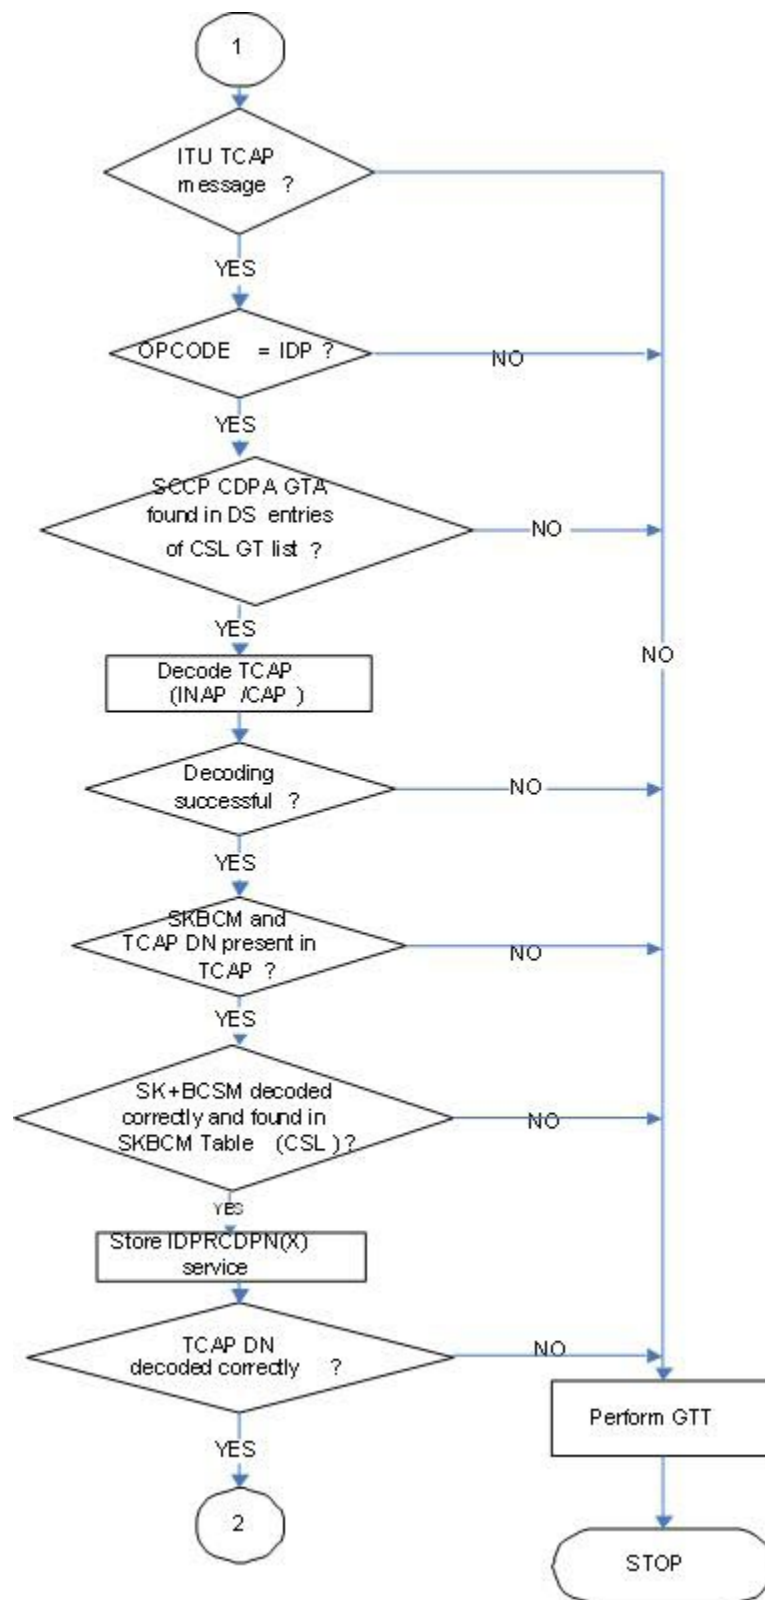 1
ITU TCAP
message ?
YES
OPCODE = IDP ?
NO
YES
SCCP CDPA GTA
found in DS entries
of CSL GT list ?
NO
YES
NO
Decode TCAP
(INAP /CAP )
Decoding
successful ?
NO
YES
SKBCM and
TCAP DN present in
TCAP ?
NO
YES
SK+BCSM decoded
correctly and found in
SKBCM Table (CSL )?
NO
YES
Store IDPRCDPN(X)
service
TCAP DN
decoded correctly ?
NO
Perform GTT
YES
2
STOP